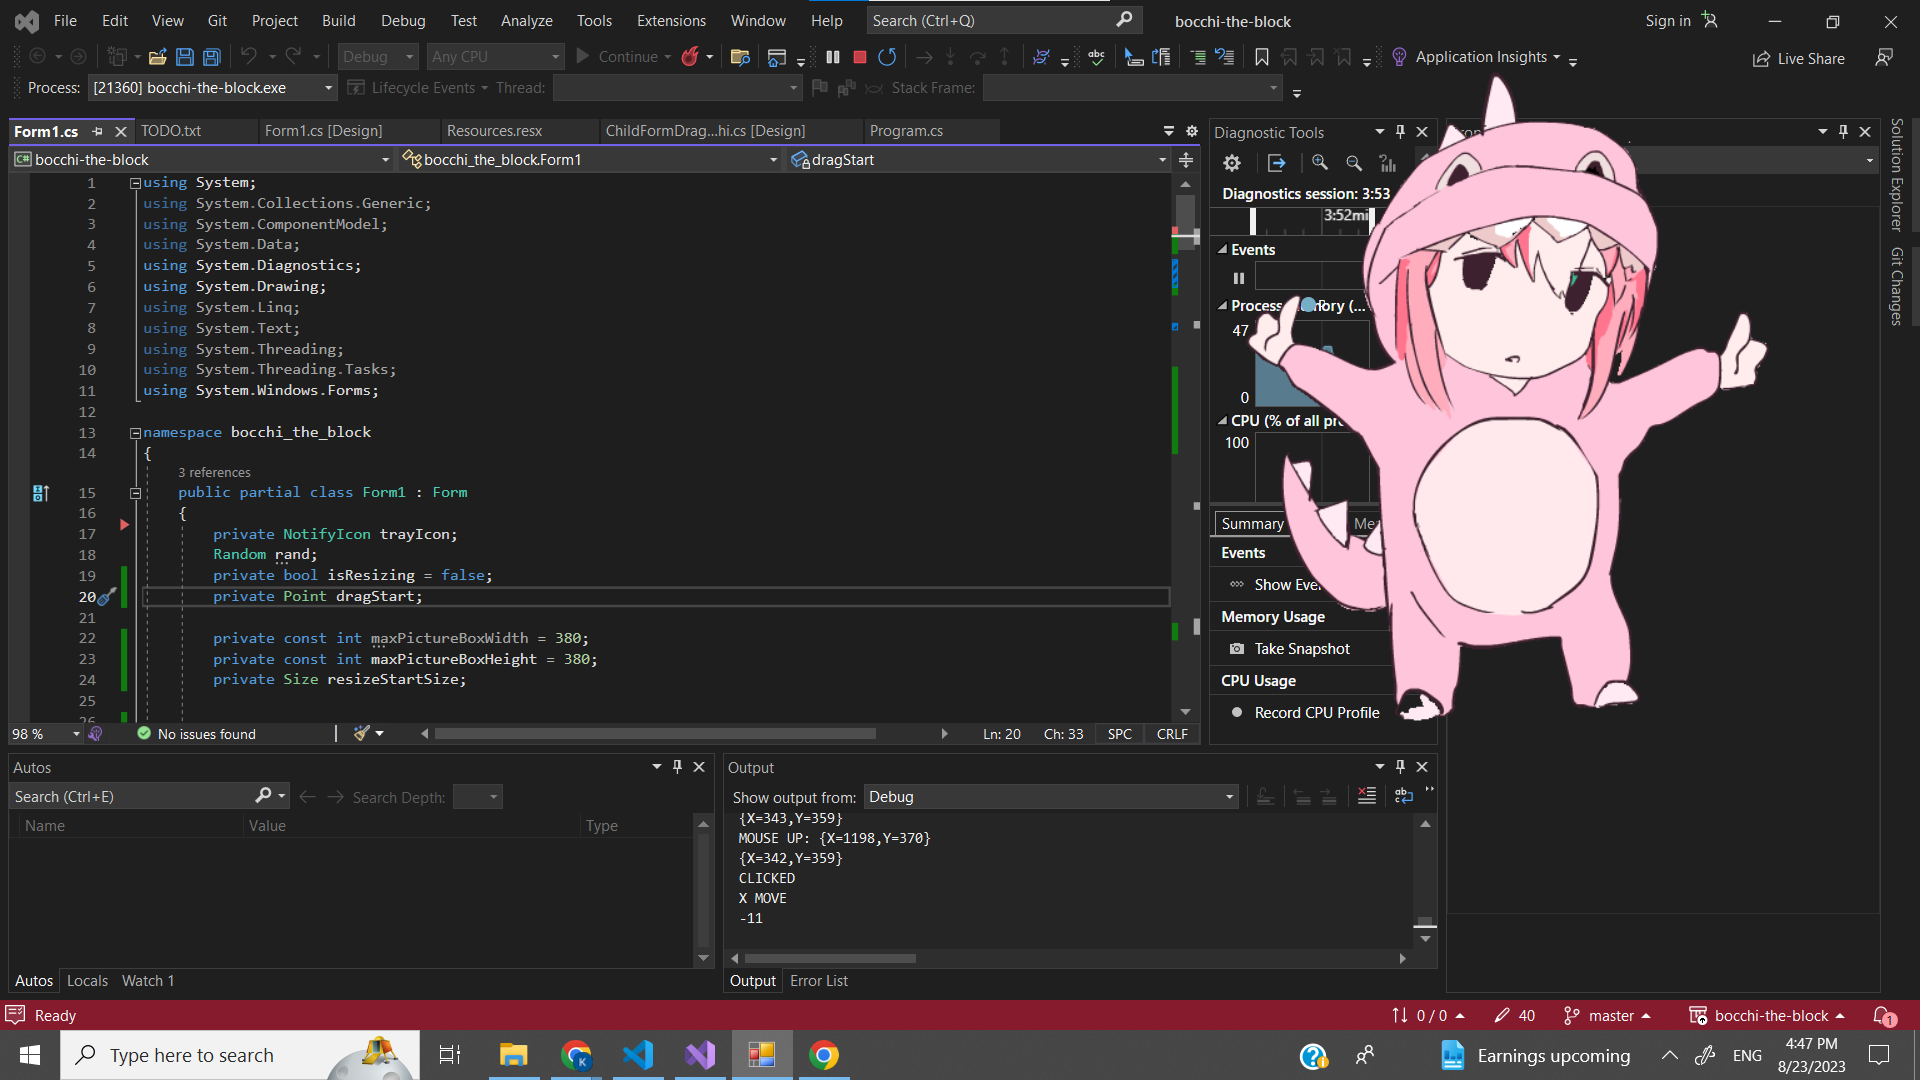 File Edit View Git Project Build Debug Test Analyze Tools Extensions Window Help Search (Ctrl+Q) bocchi-the-block Sign in
Debug Any CPU Continue Application Insights Live Share
Process: [21360] bocchi-the-block.exe Lifecycle Events Thread: Stack Frame:
Form1.cs TODO.txt Form1.cs [Design] Resources.resx ChildFormDrag...hi.cs [Design] Program.cs
bocchi-the-block bocchi_the_block.Form1 dragStart
1 using System;
2 using System.Collections.Generic;
3 using System.ComponentModel;
4 using System.Data;
5 using System.Diagnostics;
6 using System.Drawing;
7 using System.Linq;
8 using System.Text;
9 using System.Threading;
10 using System.Threading.Tasks;
11 using System.Windows.Forms;
12
13 namespace bocchi_the_block
14 {
3 references
15 public partial class Form1 : Form
16 {
17 private NotifyIcon trayIcon;
18 Random rand;
19 private bool isResizing = false;
20 private Point dragStart;
21
22 private const int maxPictureBoxWidth = 380;
23 private const int maxPictureBoxHeight = 380;
24 private Size resizeStartSize;
25
26
98 % No issues found Ln: 20 Ch: 33 SPC CRLF
Diagnostic Tools
Diagnostics session: 3:53
3:52mi
Events
Process
mory (...
47
0
CPU (% of all pr
100
Summary
Events
Show Eve
Memory Usage
Take Snapshot
CPU Usage
Record CPU Profile
Solution Explorer
Git Changes
Autos
Search (Ctrl+E) Search Depth:
Name Value Type
Autos Locals Watch 1
Output
Show output from: Debug
{X=343,Y=359}
MOUSE UP: {X=1198,Y=370}
{X=342,Y=359}
CLICKED
X MOVE
-11
Output Error List
Ready 0 / 0 40 master bocchi-the-block 1
Type here to search Earnings upcoming ENG 4:47 PM
8/23/2023